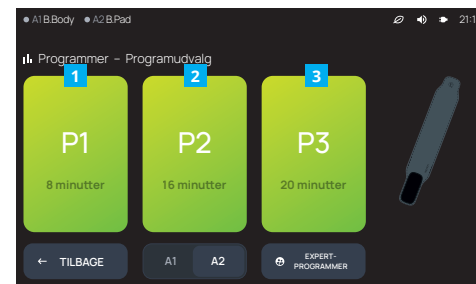 A1 B.Body A2 B.Pad 21:1
Programmer – Programudvalg
1 2 3
P1 P2 P3
8 minutter 16 minutter 20 minutter
← TILBAGE A1 A2 EXPERT-
PROGRAMMER